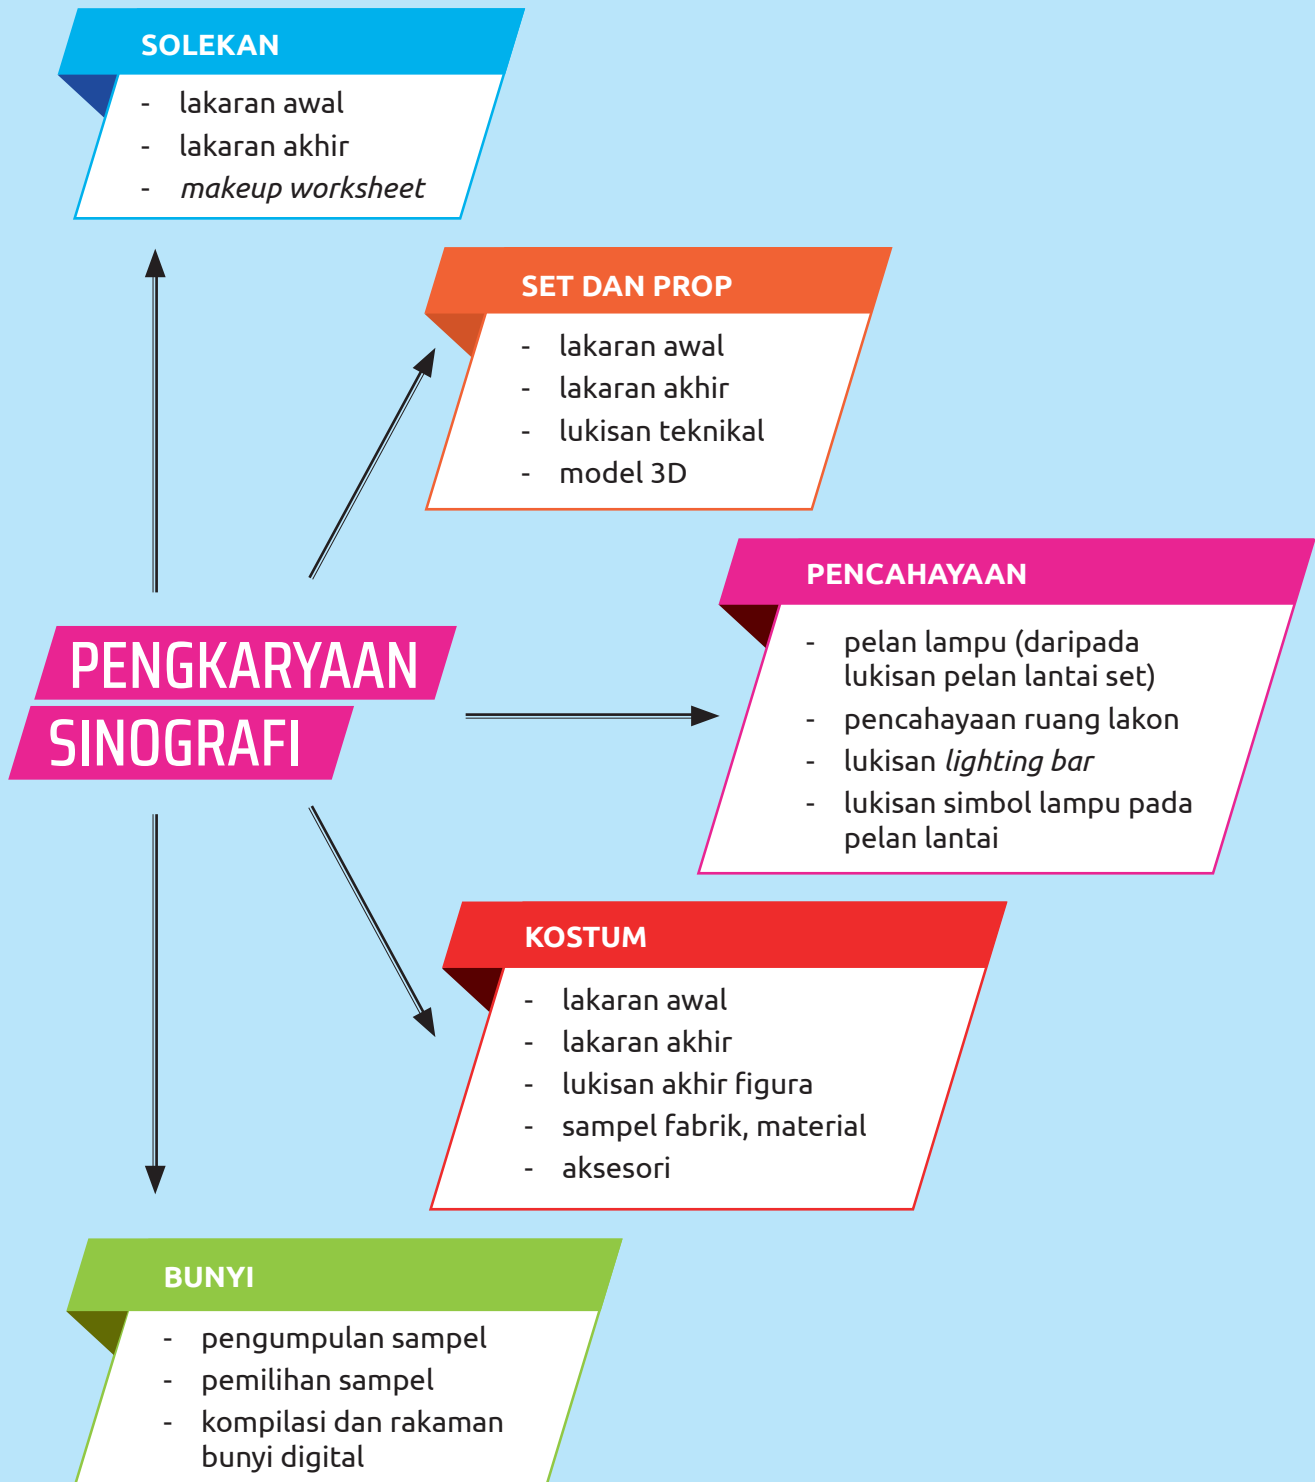 SOLEKAN
- lakaran awal
- lakaran akhir
- makeup worksheet
SET DAN PROP
- lakaran awal
- lakaran akhir
- lukisan teknikal
- model 3D
PENCAHAYAAN
- pelan lampu (daripada
lukisan pelan lantai set)
- pencahayaan ruang lakon
- lukisan lighting bar
- lukisan simbol lampu pada
pelan lantai
PENGKARYAAN
SINOGRAFI
KOSTUM
- lakaran awal
- lakaran akhir
- lukisan akhir figura
- sampel fabrik, material
- aksesori
BUNYI
- pengumpulan sampel
- pemilihan sampel
- kompilasi dan rakaman
bunyi digital